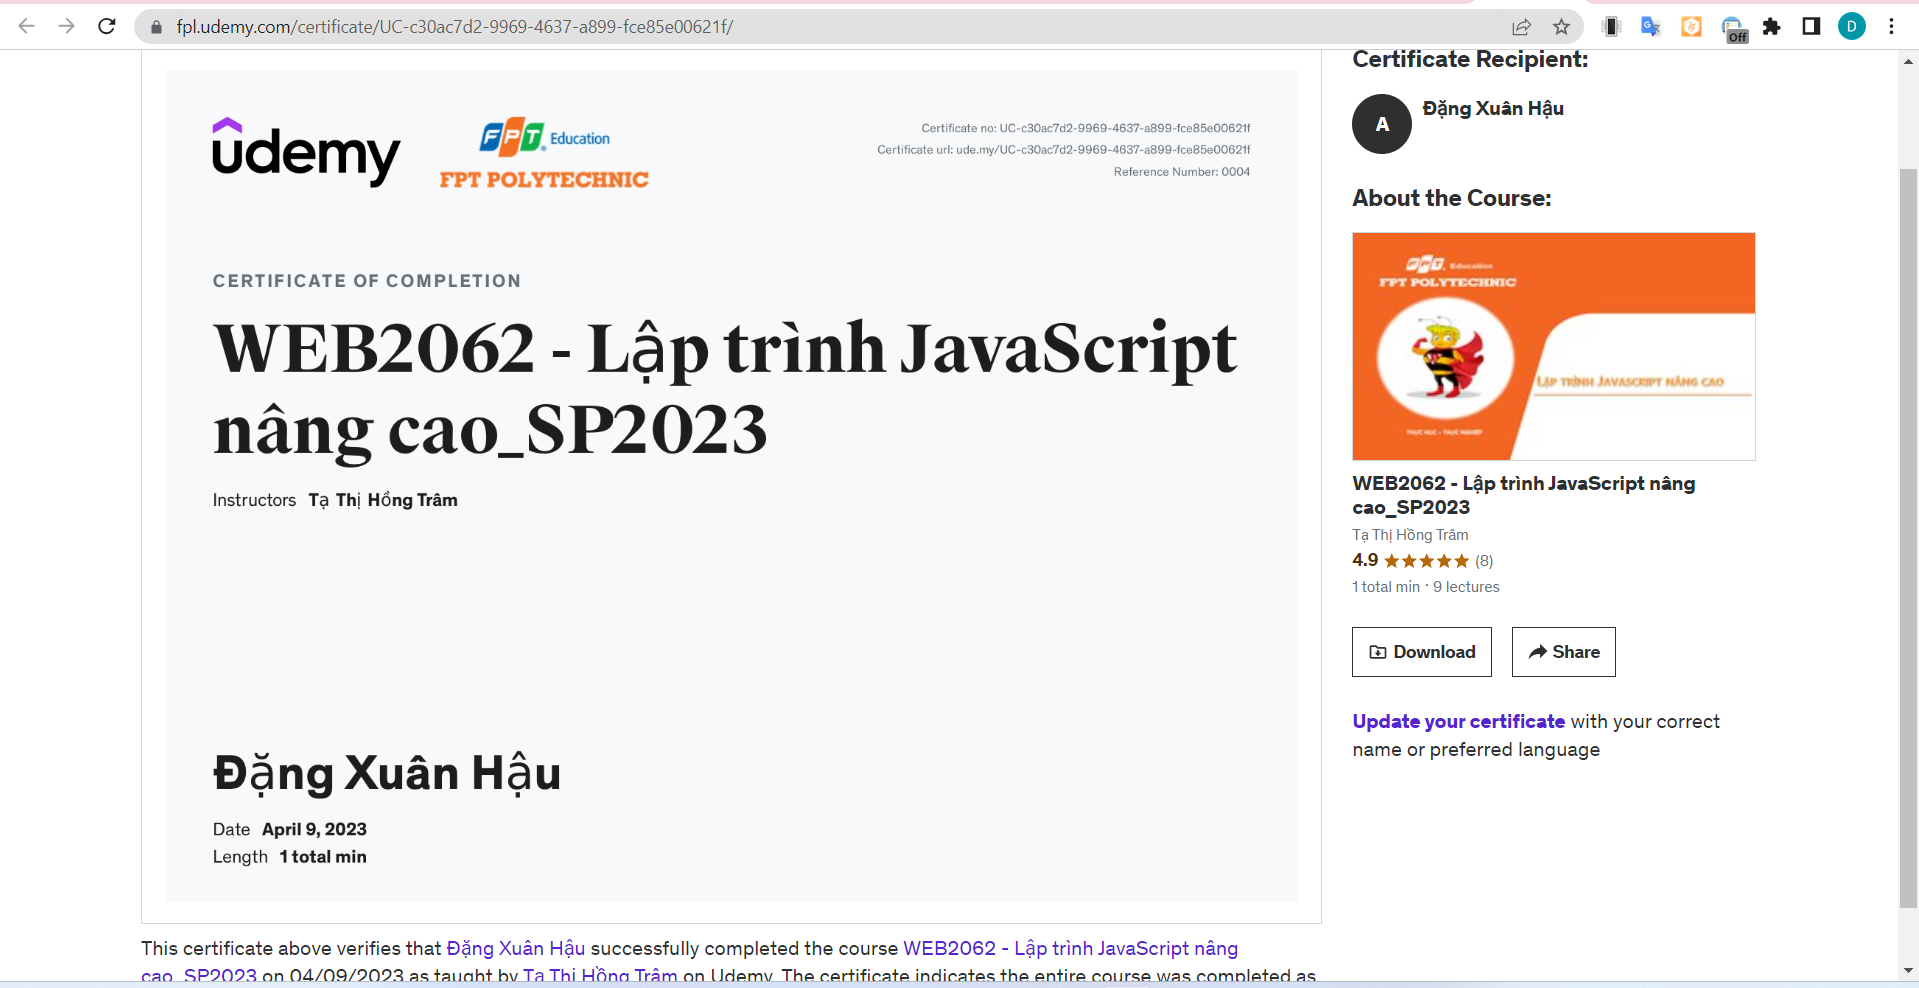 fpl.udemy.com/certificate/UC-c30ac7d2-9969-4637-a899-fce85e00621f/
Off
D
udemy
FPT Education
FPT POLYTECHNIC
Certificate no: UC-c30ac7d2-9969-4637-a899-fce85e00621f
Certificate url: ude.my/UC-c30ac7d2-9969-4637-a899-fce85e00621f
Reference Number: 0004
CERTIFICATE OF COMPLETION
WEB2062 - Lập trình JavaScript
nâng cao_SP2023
Instructors Tạ Thị Hồng Trâm
Đặng Xuân Hậu
Date April 9, 2023
Length 1 total min
This certificate above verifies that Đặng Xuân Hậu successfully completed the course WEB2062 - Lập trình JavaScript nâng
cao_SP2023 on 04/09/2023 as taught by Tạ Thị Hồng Trâm on Udemy. The certificate indicates the entire course was completed as
Certificate Recipient:
A
Đặng Xuân Hậu
About the Course:
FPT Education
FPT POLYTECHNIC
LẬP TRÌNH JAVASCRIPT NÂNG CAO
THỰC HỌC - THỰC NGHIỆP
WEB2062 - Lập trình JavaScript nâng
cao_SP2023
Tạ Thị Hồng Trâm
4.9 (8)
1 total min · 9 lectures
Download
Share
Update your certificate with your correct
name or preferred language